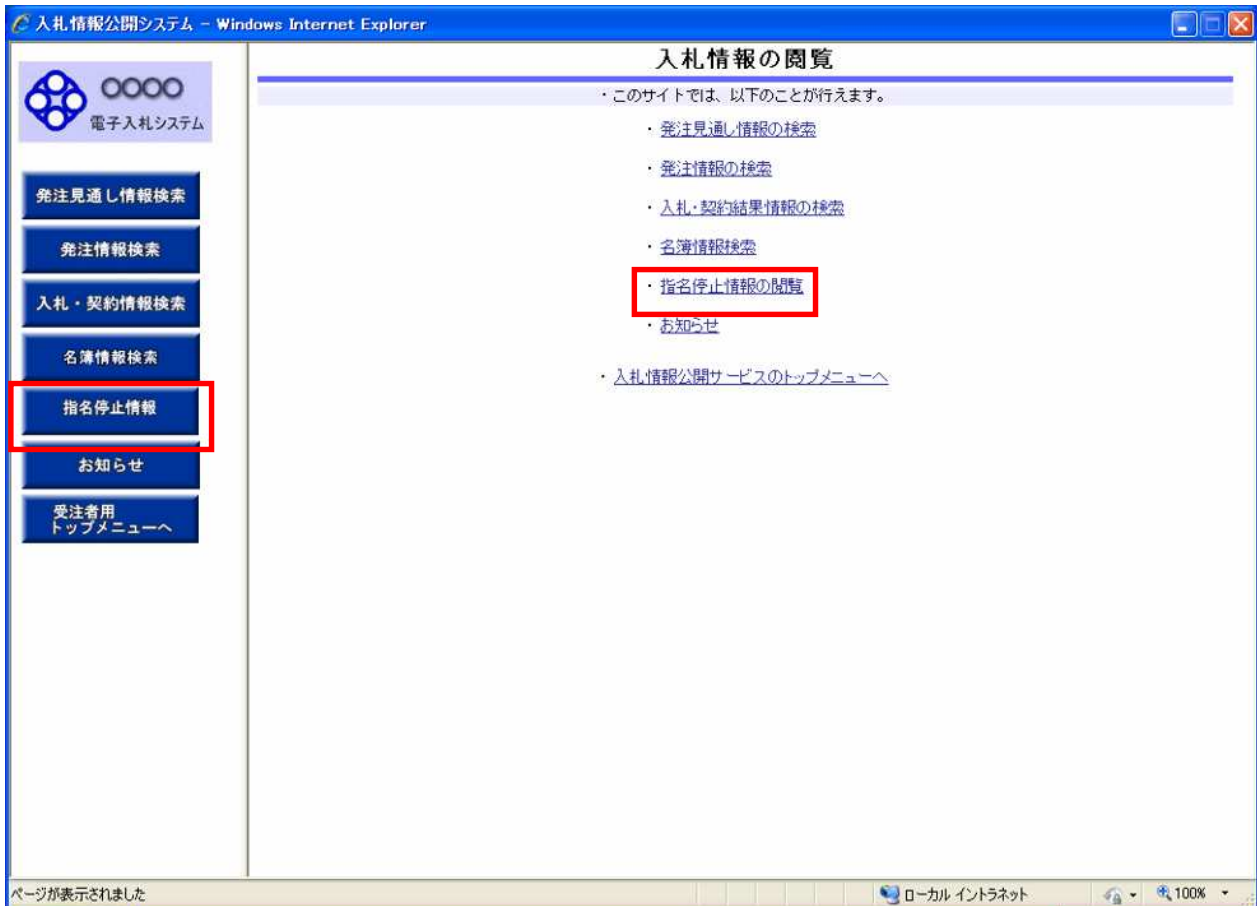 入札情報公開システム - Windows Internet Explorer
○○○○
電子入札システム
発注見通し情報検索
発注情報検索
入札・契約情報検索
名簿情報検索
指名停止情報
お知らせ
受注者用
トップメニューへ
入札情報の閲覧
・このサイトでは、以下のことが行えます。
・発注見通し情報の検索
・発注情報の検索
・入札・契約結果情報の検索
・名簿情報検索
・指名停止情報の閲覧
・お知らせ
・入札情報公開サービスのトップメニューへ
ページが表示されました
ローカル イントラネット
100%